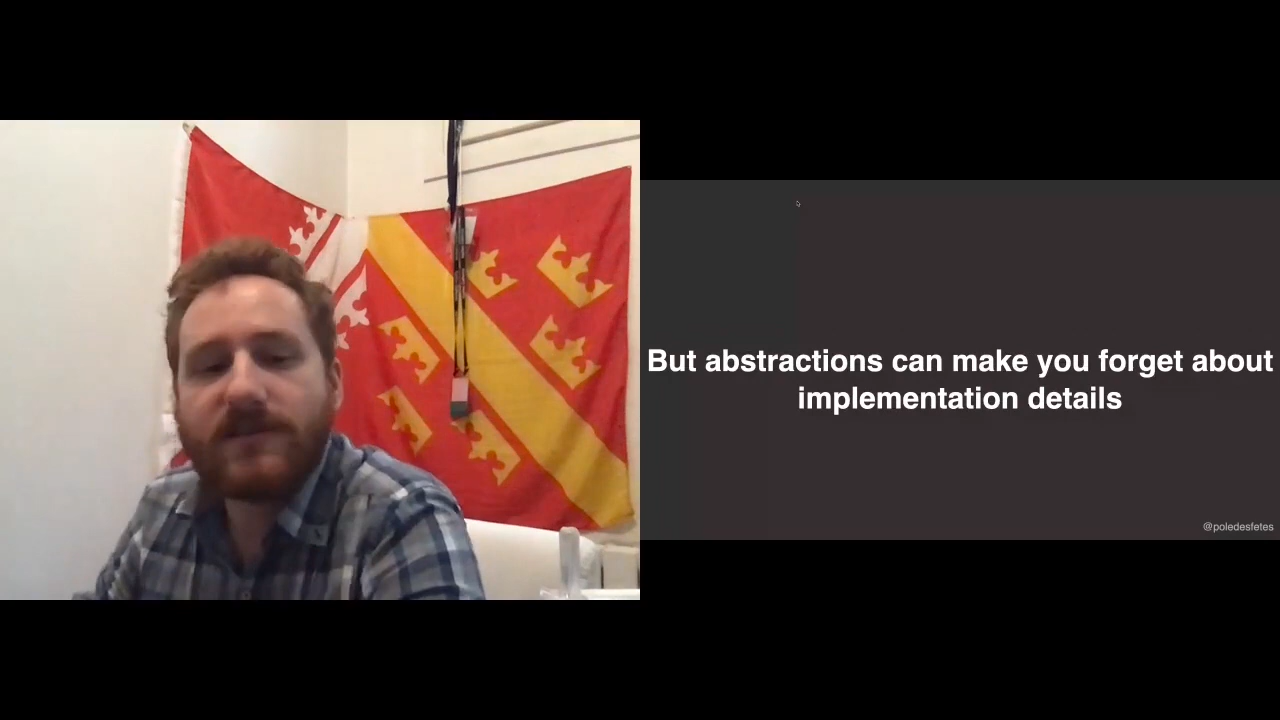 But abstractions can make you forget about
implementation details
@poledesfetes